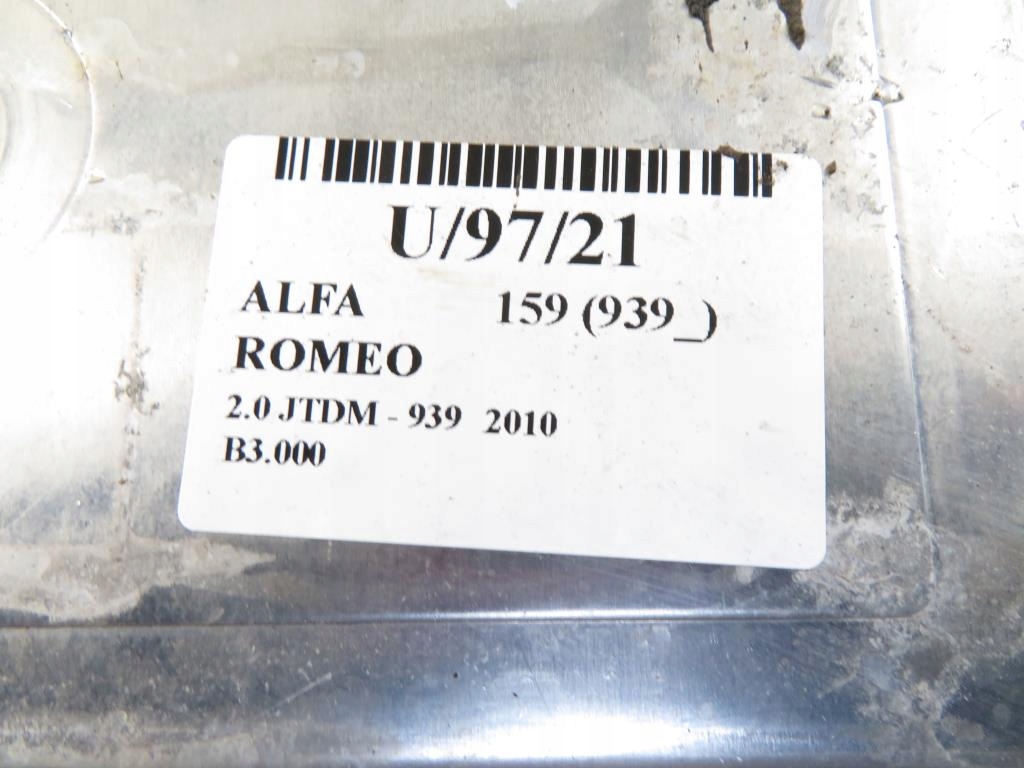 U/97/21
ALFA 159 (939_)
ROMEO
2.0 JTDM - 939 2010
B3.000